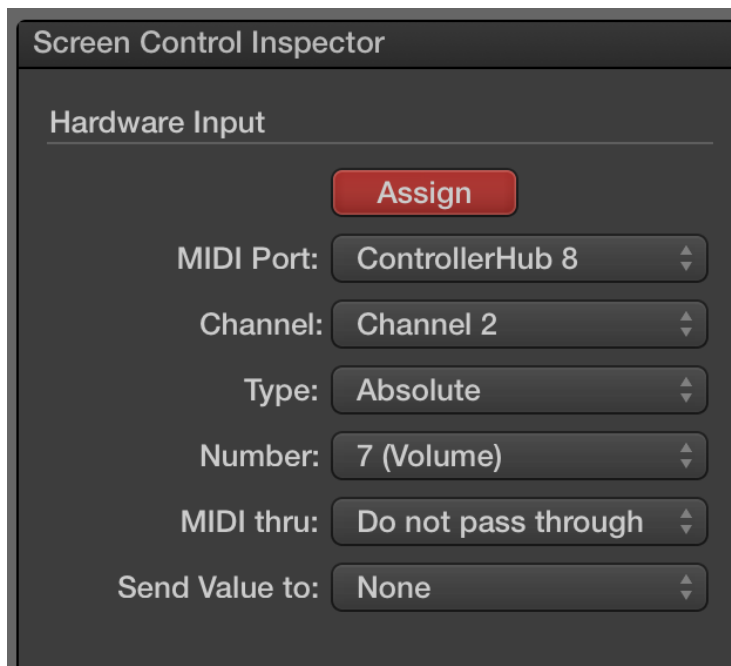 Screen Control Inspector
Hardware Input
Assign
MIDI Port: ControllerHub 8
Channel: Channel 2
Type: Absolute
Number: 7 (Volume)
MIDI thru: Do not pass through
Send Value to: None